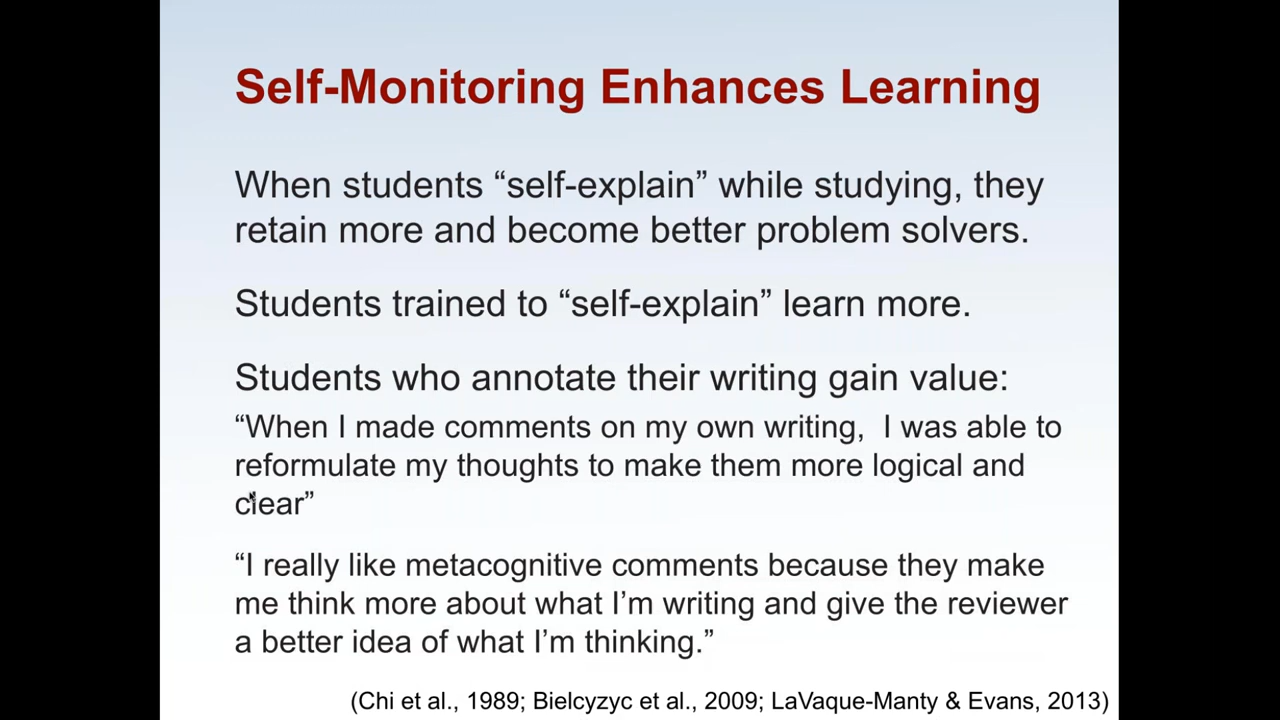 Self-Monitoring Enhances Learning
When students “self-explain” while studying, they
retain more and become better problem solvers.
Students trained to “self-explain” learn more.
Students who annotate their writing gain value:
“When I made comments on my own writing,  I was able to
reformulate my thoughts to make them more logical and
clear”
“I really like metacognitive comments because they make
me think more about what I’m writing and give the reviewer
a better idea of what I’m thinking.”
(Chi et al., 1989; Bielcyzyc et al., 2009; LaVaque-Manty & Evans, 2013)